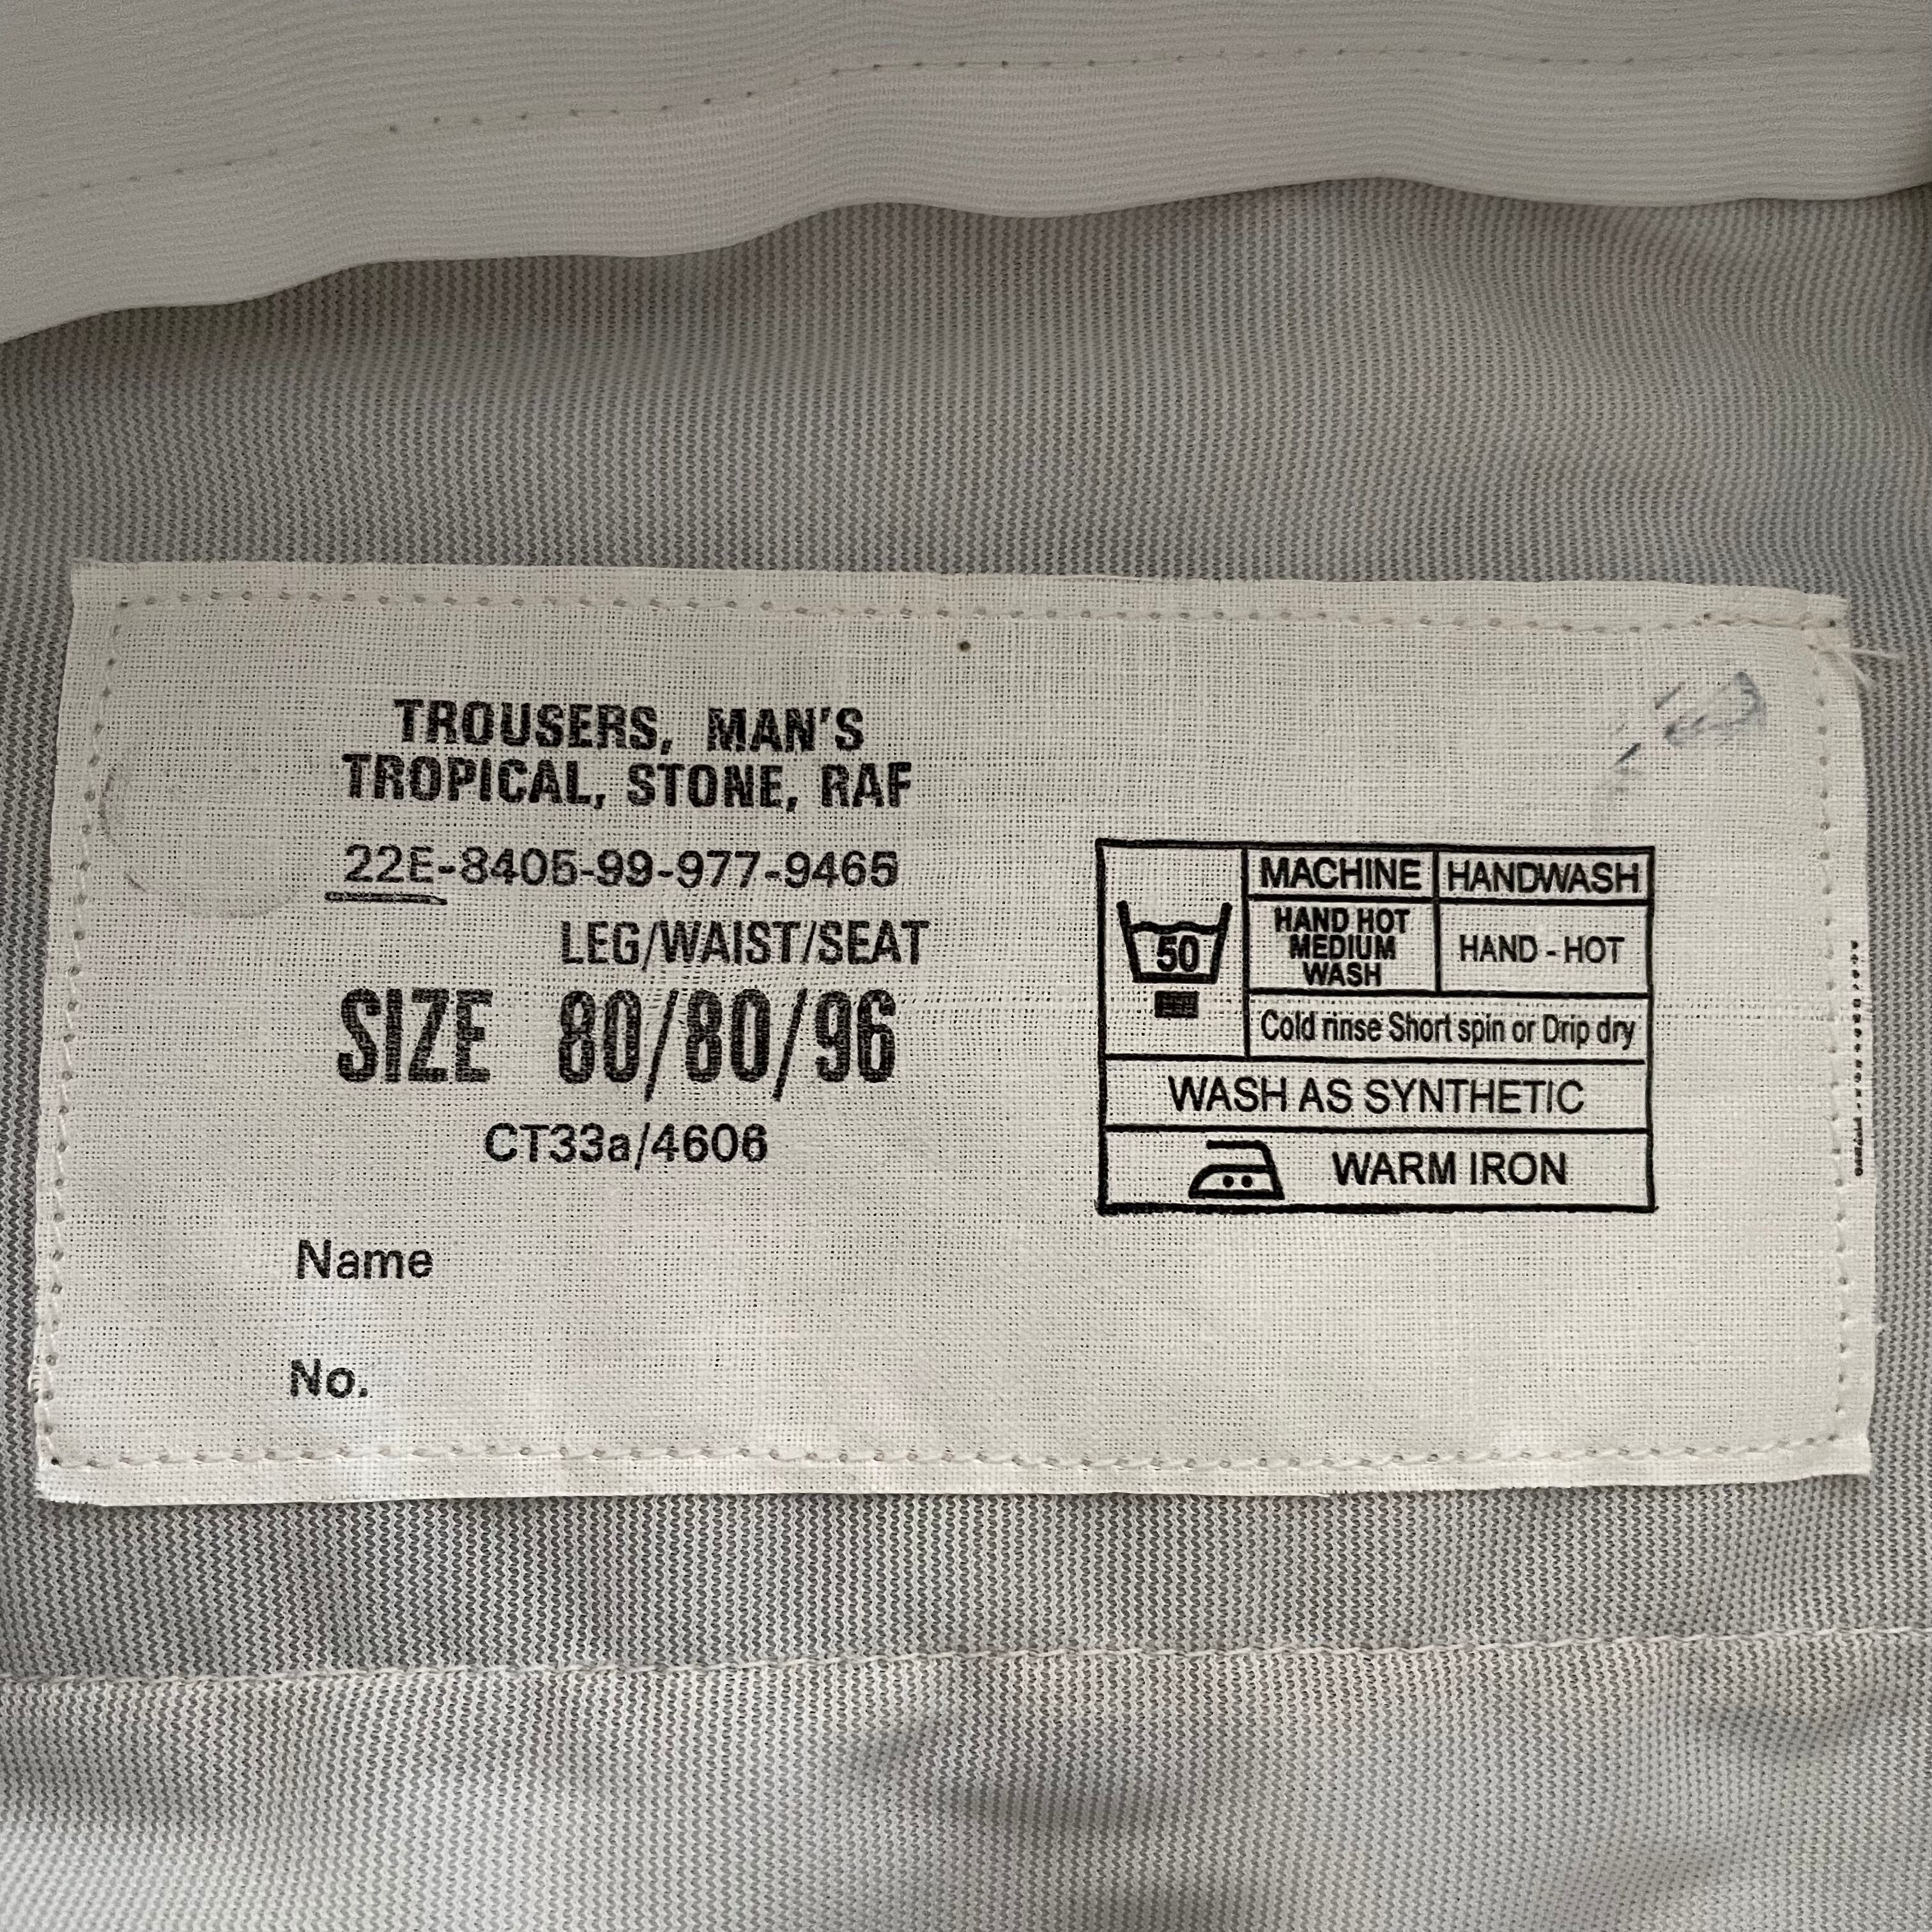 TROUSERS, MAN'S
TROPICAL, STONE, RAF
22E-8405-99-977-9465
LEG/WAIST/SEAT
SIZE 80/80/96
CT33a/4606
Name
No.
MACHINE HANDWASH
50
HAND HOT
MEDIUM
WASH
HAND - HOT
Cold rinse Short spin or Drip dry
WASH AS SYNTHETIC
WARM IRON